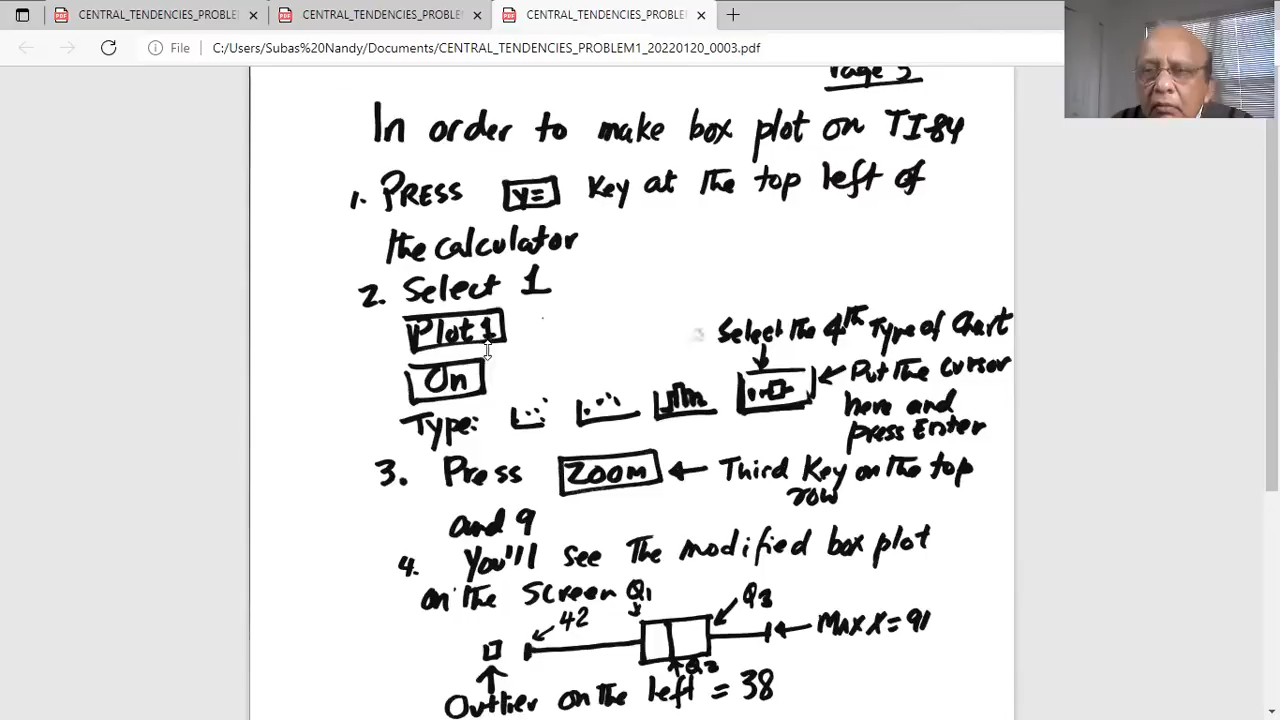 CENTRAL_TENDENCIES_PROBLE
CENTRAL_TENDENCIES_PROBLE
CENTRAL_TENDENCIES_PROBLE
File
C:/Users/Subas%20Nandy/Documents/CENTRAL_TENDENCIES_PROBLEM1_20220120_0003.pdf
Page 3
In order to make box plot on TI-84
1. PRESS Y= Key at the top left of
the calculator
2. Select 1
Plot 1
On
Select the 4th Type of Chart
Put the cursor
here and
press Enter
Type:
3. Press ZOOM ← Third Key on the top
row
and 9
4. You'll see the modified box plot
on the screen
Q1
42
Q3
MAX X = 91
Q2
Outlier on the left = 38